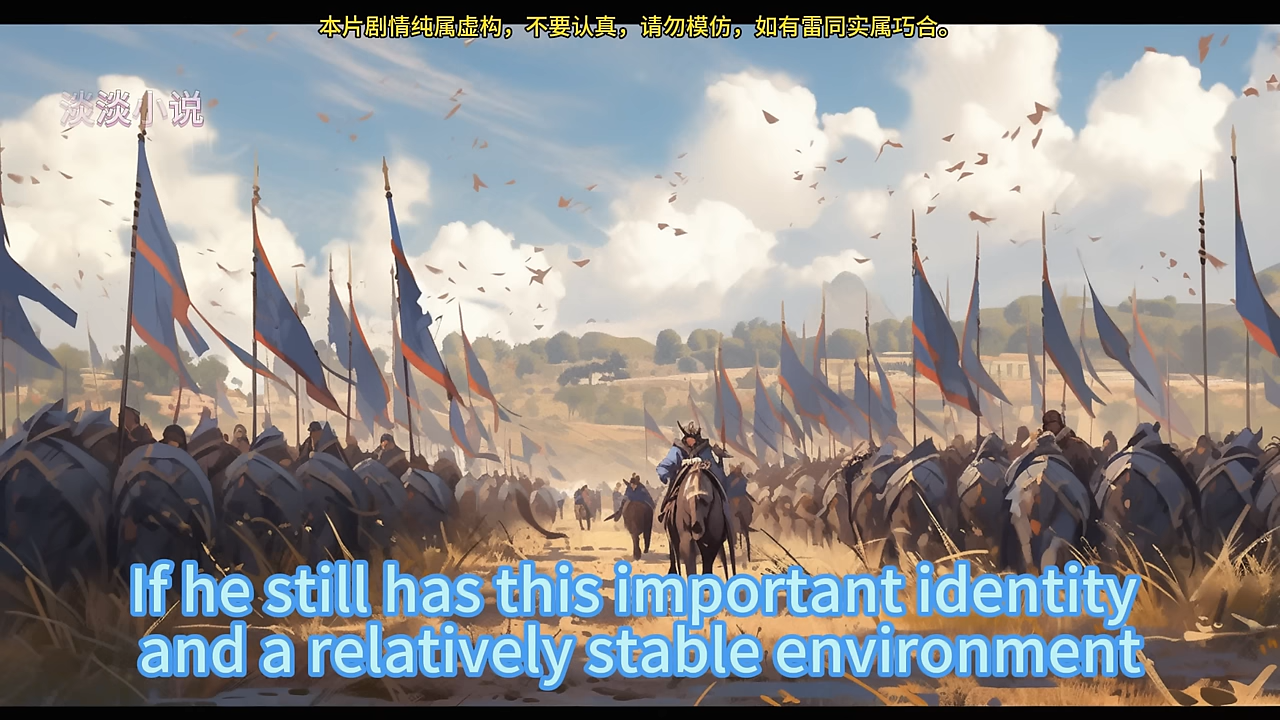 本片剧情纯属虚构，不要认真，请勿模仿，如有雷同实属巧合。
淡淡小说
If he still has this important identity
and a relatively stable environment